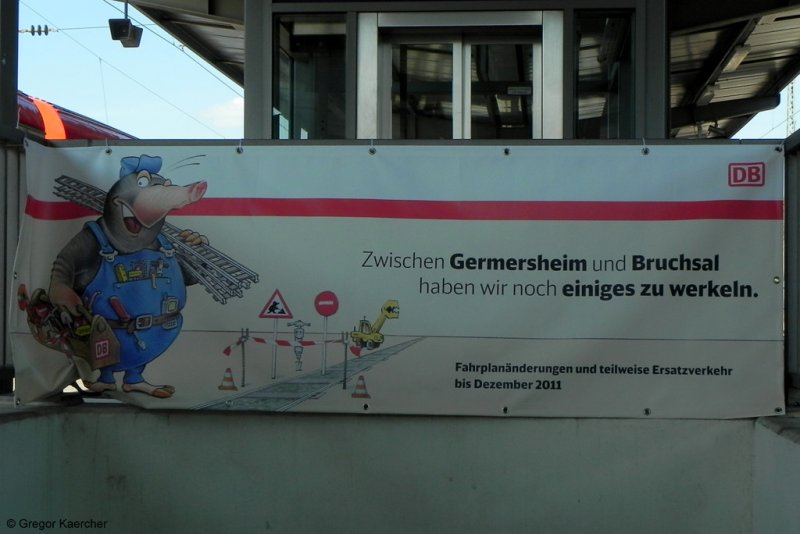 DB
Zwischen Germersheim und Bruchsal
haben wir noch einiges zu werkeln.
DB
Fahrplanänderungen und teilweise Ersatzverkehr
bis Dezember 2011
© Gregor Kaercher